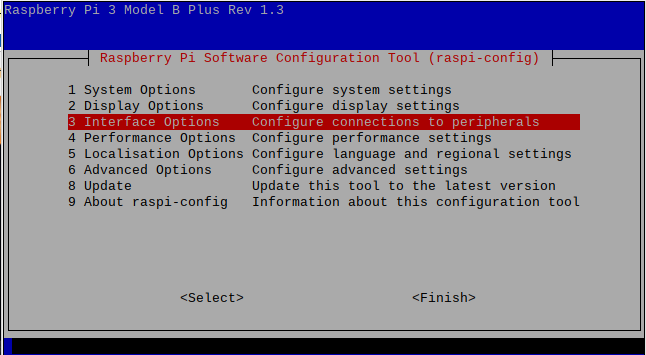 Raspberry Pi 3 Model B Plus Rev 1.3
Raspberry Pi Software Configuration Tool (raspi-config)
1 System Options Configure system settings
2 Display Options Configure display settings
3 Interface Options Configure connections to peripherals
4 Performance Options Configure performance settings
5 Localisation Options Configure language and regional settings
6 Advanced Options Configure advanced settings
8 Update Update this tool to the latest version
9 About raspi-config Information about this configuration tool
<Select> <Finish>